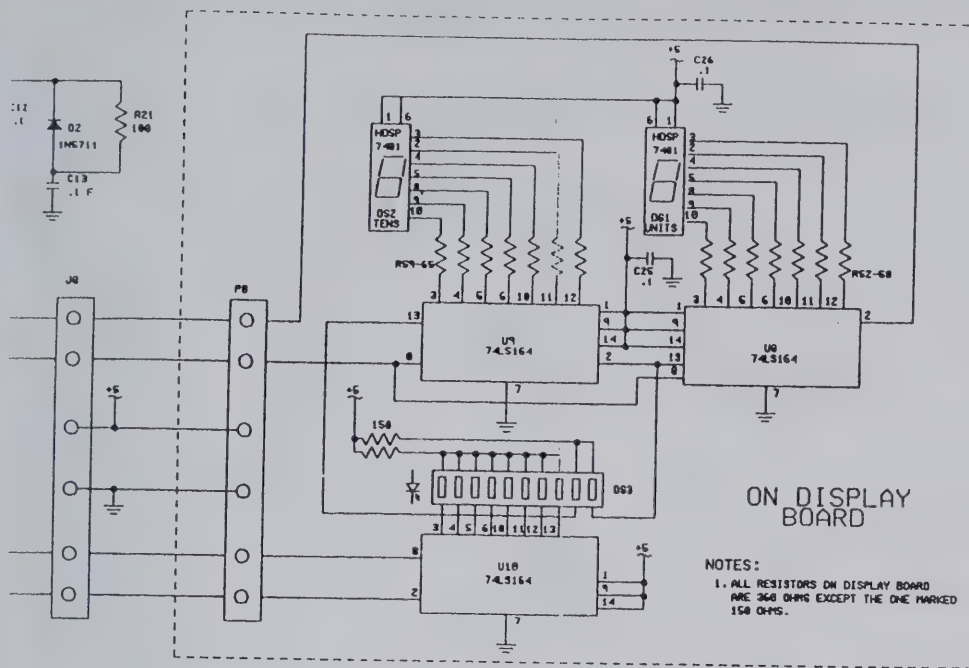 +5
C26
.1
C12
.1
D2
1N5711
R21
100
C13
.1 F
1 6
HDSP
7401
3
2
4
5
8
9
10
DS2
TENS
6 1
HDSP
7401
3
2
4
5
8
9
10
DG1
UNITS
+5
C25
.1
R59-65
R52-58
J8
P8
3 4 5 6 10 11 12
13
8
U9
74LS164
1
9
14
2
7
3 4 5 6 10 11 12
1
9
14
13
8
U8
74LS164
2
7
+5
+5
150
DS3
3 4 5 6 10 11 12 13
8
2
U10
74LS164
1
9
14
7
+5
ON DISPLAY
BOARD
NOTES:
1. ALL RESISTORS ON DISPLAY BOARD
ARE 360 OHMS EXCEPT THE ONE MARKED
150 OHMS.